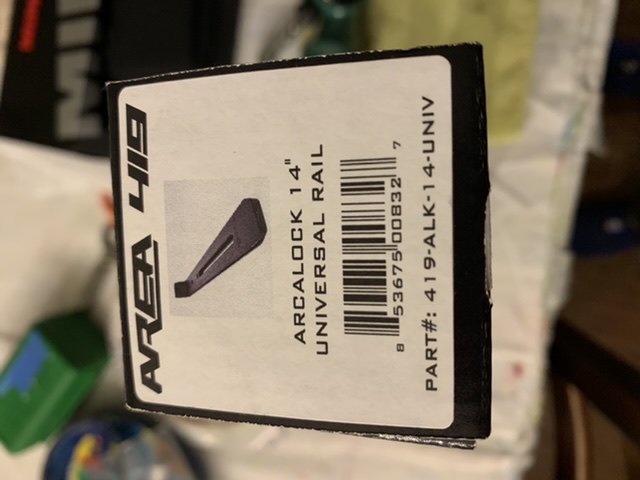 AREA 419
ARCALOCK 14"
UNIVERSAL RAIL
8 53675 00832 7
PART#: 419-ALK-14-UNIV